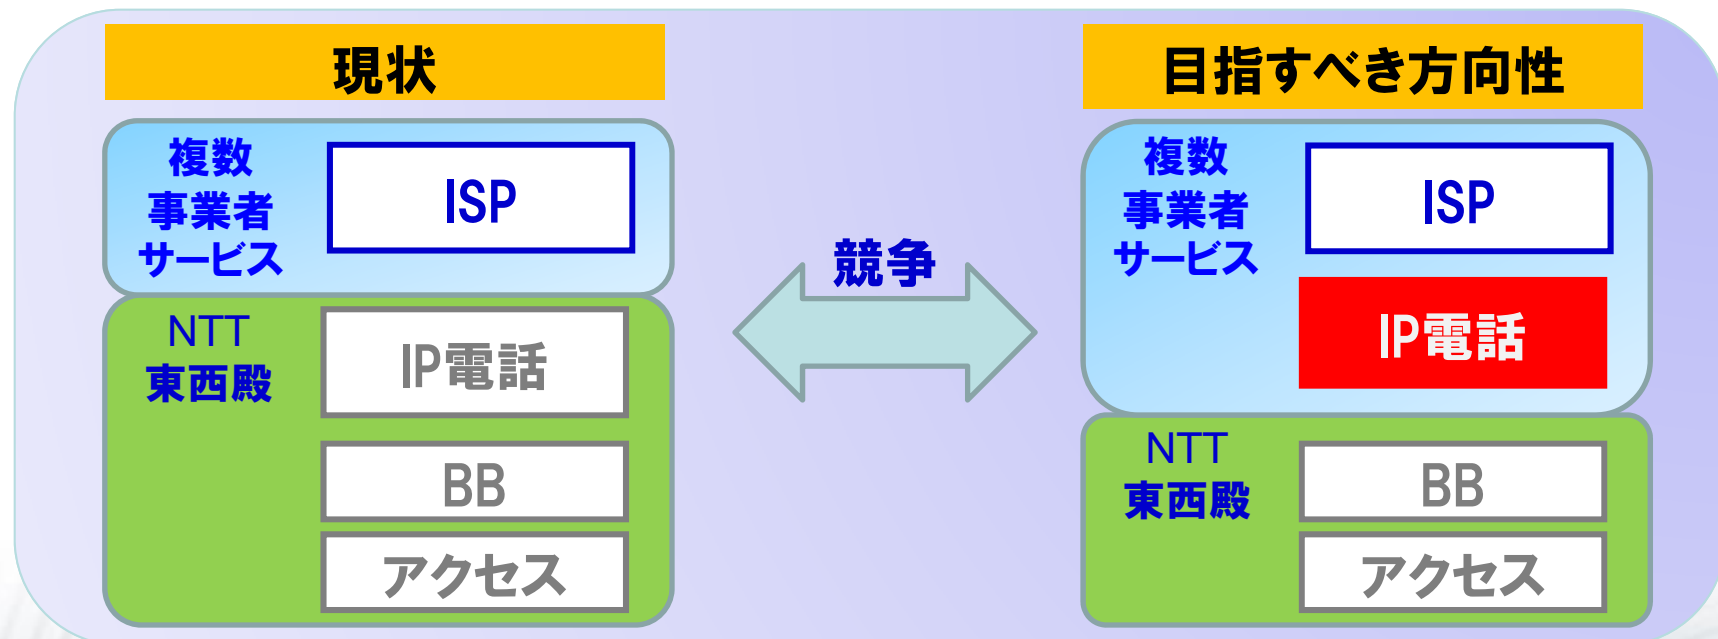 現状
複数
事業者
サービス
ISP
NTT
東西殿
IP電話
BB
アクセス
競争
目指すべき方向性
複数
事業者
サービス
ISP
IP電話
NTT
東西殿
BB
アクセス